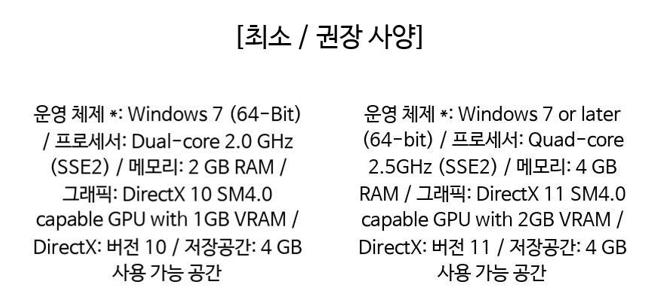 [최소 / 권장 사양]
운영 체제 *: Windows 7 (64-Bit)
/ 프로세서: Dual-core 2.0 GHz
(SSE2) / 메모리: 2 GB RAM /
그래픽: DirectX 10 SM4.0
capable GPU with 1GB VRAM /
DirectX: 버전 10 / 저장공간: 4 GB
사용 가능 공간
운영 체제 *: Windows 7 or later
(64-bit) / 프로세서: Quad-core
2.5GHz (SSE2) / 메모리: 4 GB
RAM / 그래픽: DirectX 11 SM4.0
capable GPU with 2GB VRAM /
DirectX: 버전 11 / 저장공간: 4 GB
사용 가능 공간